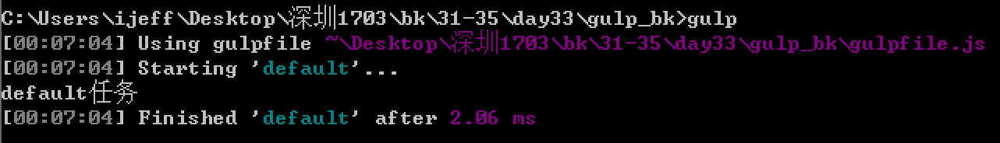 C:\Users\ijeff\Desktop\深圳1703\bk\31-35\day33\gulp_bk>gulp
[00:07:04] Using gulpfile ~\Desktop\深圳1703\bk\31-35\day33\gulp_bk\gulpfile.js
[00:07:04] Starting 'default'...
default任务
[00:07:04] Finished 'default' after 2.06 ms